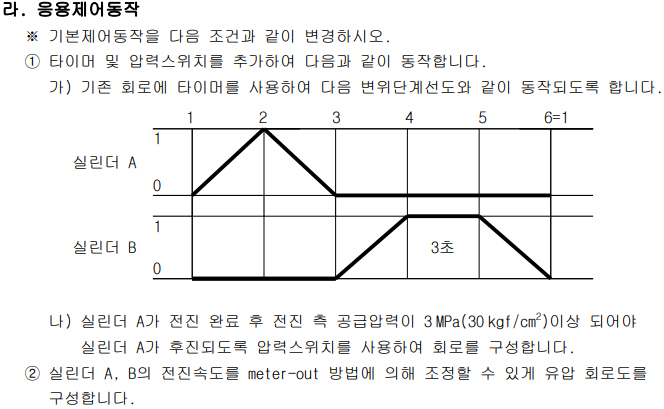 라. 응용제어동작
※ 기본제어동작을 다음 조건과 같이 변경하시오.
① 타이머 및 압력스위치를 추가하여 다음과 같이 동작합니다.
가) 기존 회로에 타이머를 사용하여 다음 변위단계선도와 같이 동작되도록 합니다.
1 2 3 4 5 6=1
1
실린더 A
0
1
실린더 B 3초
0
나) 실린더 A가 전진 완료 후 전진 측 공급압력이 3 MPa(30 kgf/cm²)이상 되어야
실린더 A가 후진되도록 압력스위치를 사용하여 회로를 구성합니다.
② 실린더 A, B의 전진속도를 meter-out 방법에 의해 조정할 수 있게 유압 회로도를
구성합니다.